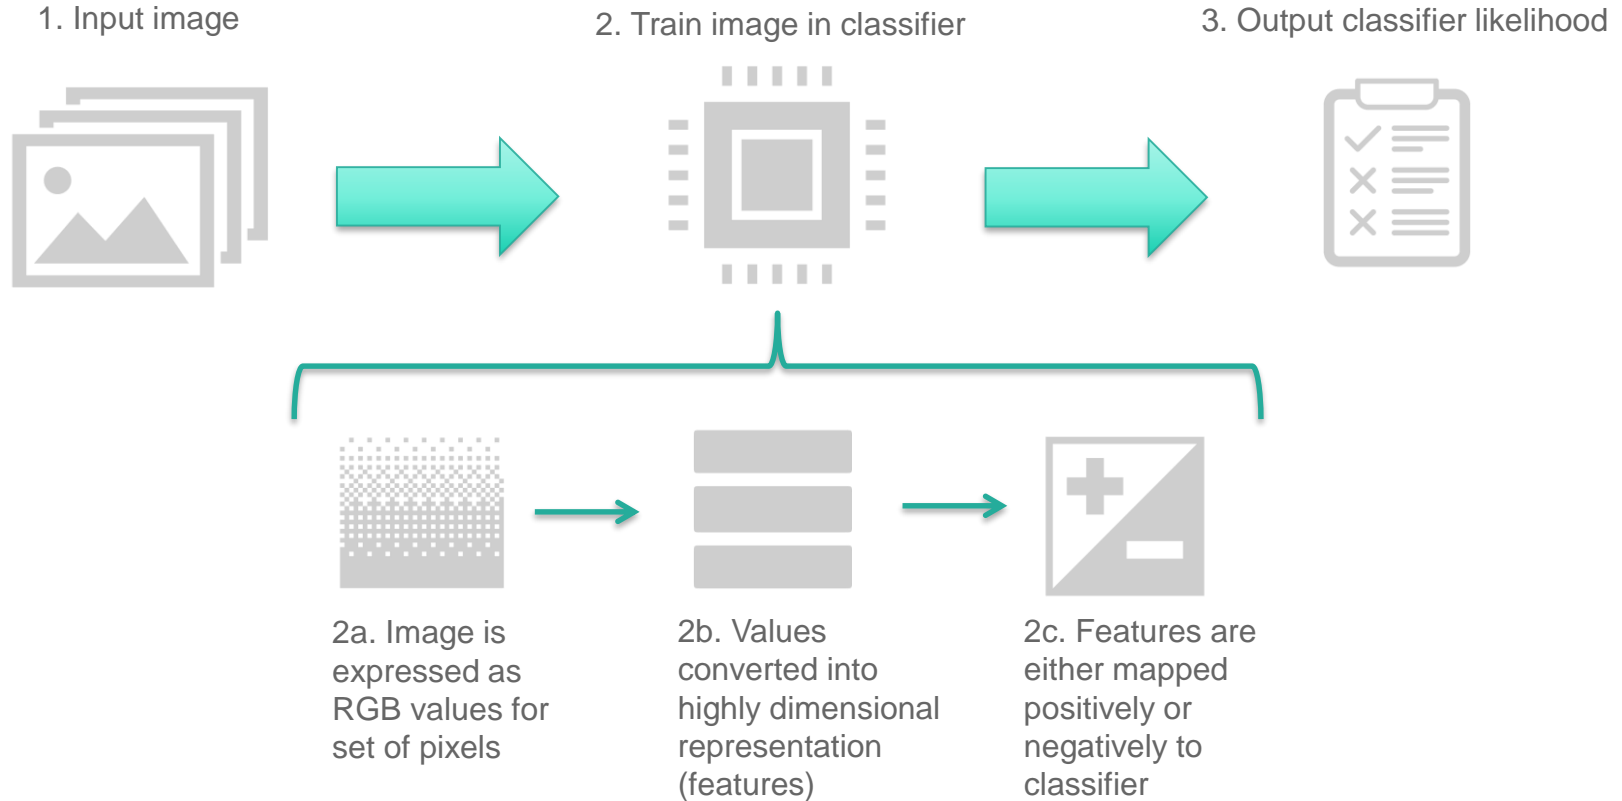 1. Input image
2. Train image in classifier
3. Output classifier likelihood
2a. Image is
expressed as
RGB values for
set of pixels
2b. Values
converted into
highly dimensional
representation
(features)
2c. Features are
either mapped
positively or
negatively to
classifier